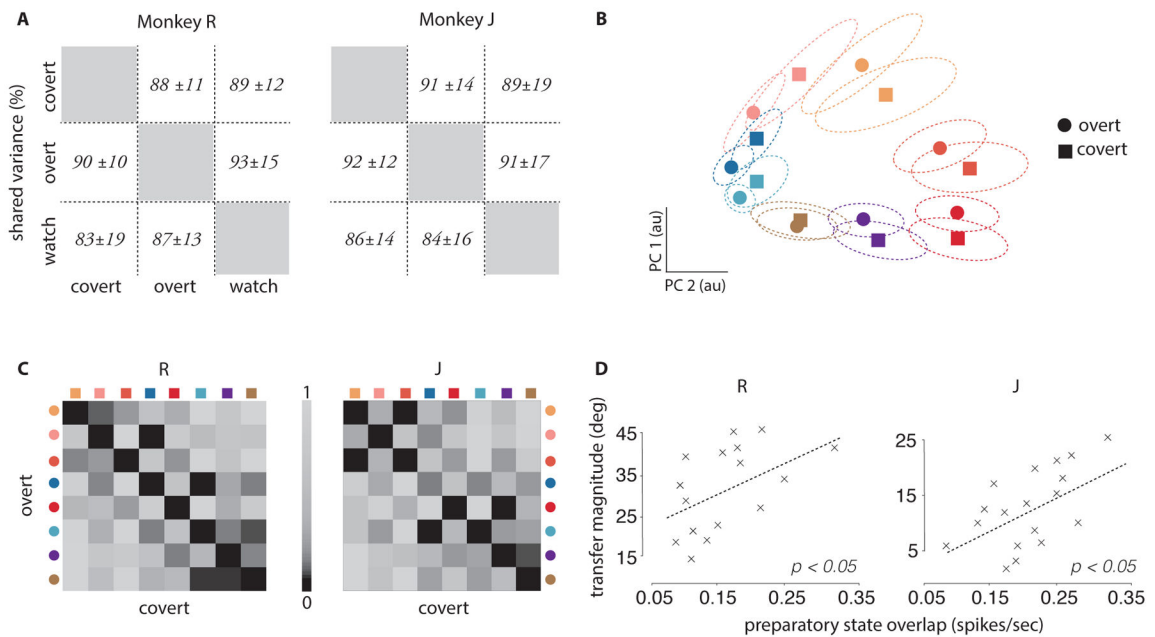 A
Monkey R
Monkey J
shared variance (%)
covert
88 ±11
89 ±12
91 ±14
89±19
overt
90 ±10
93±15
92 ±12
91±17
watch
83±19
87±13
86±14
84±16
covert
overt
watch
B
overt
covert
PC 1 (au)
PC 2 (au)
C
R
J
1
0
overt
covert
covert
D
R
J
transfer magnitude (deg)
45
35
25
15
25
15
5
p < 0.05
p < 0.05
0.05
0.15
0.25
0.35
0.05
0.15
0.25
0.35
preparatory state overlap (spikes/sec)